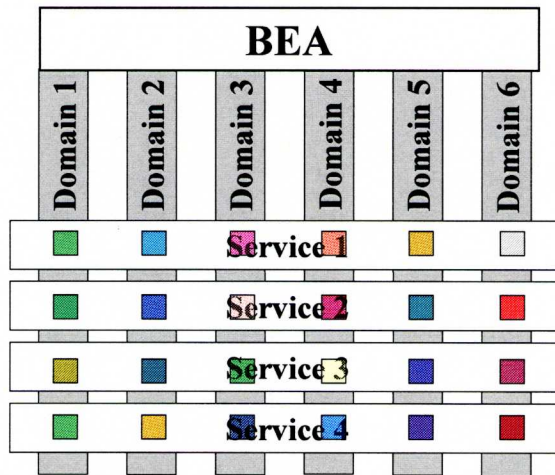 BEA
Domain 1
Domain 2
Domain 3
Domain 4
Domain 5
Domain 6
Service 1
Service 2
Service 3
Service 4